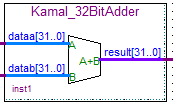 Kamal_32BitAdder
dataa[31..0]
A
A+B
result[31..0]
datab[31..0]
B
inst1